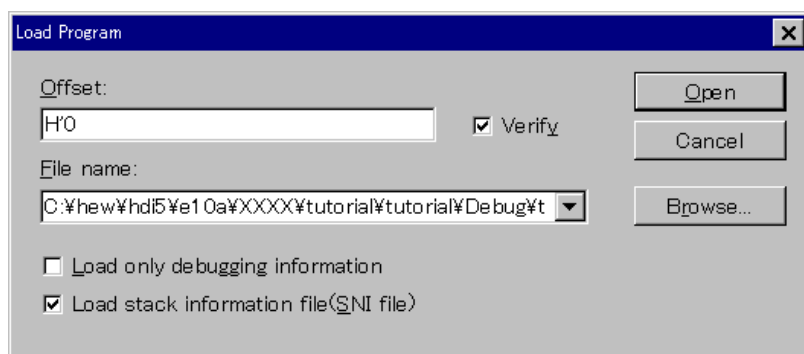 Load Program
Offset:
Open
H'0
Verify
Cancel
File name:
C:¥hew¥hdi5¥e10a¥XXXX¥tutorial¥tutorial¥Debug¥t
Browse...
Load only debugging information
Load stack information file(SNI file)